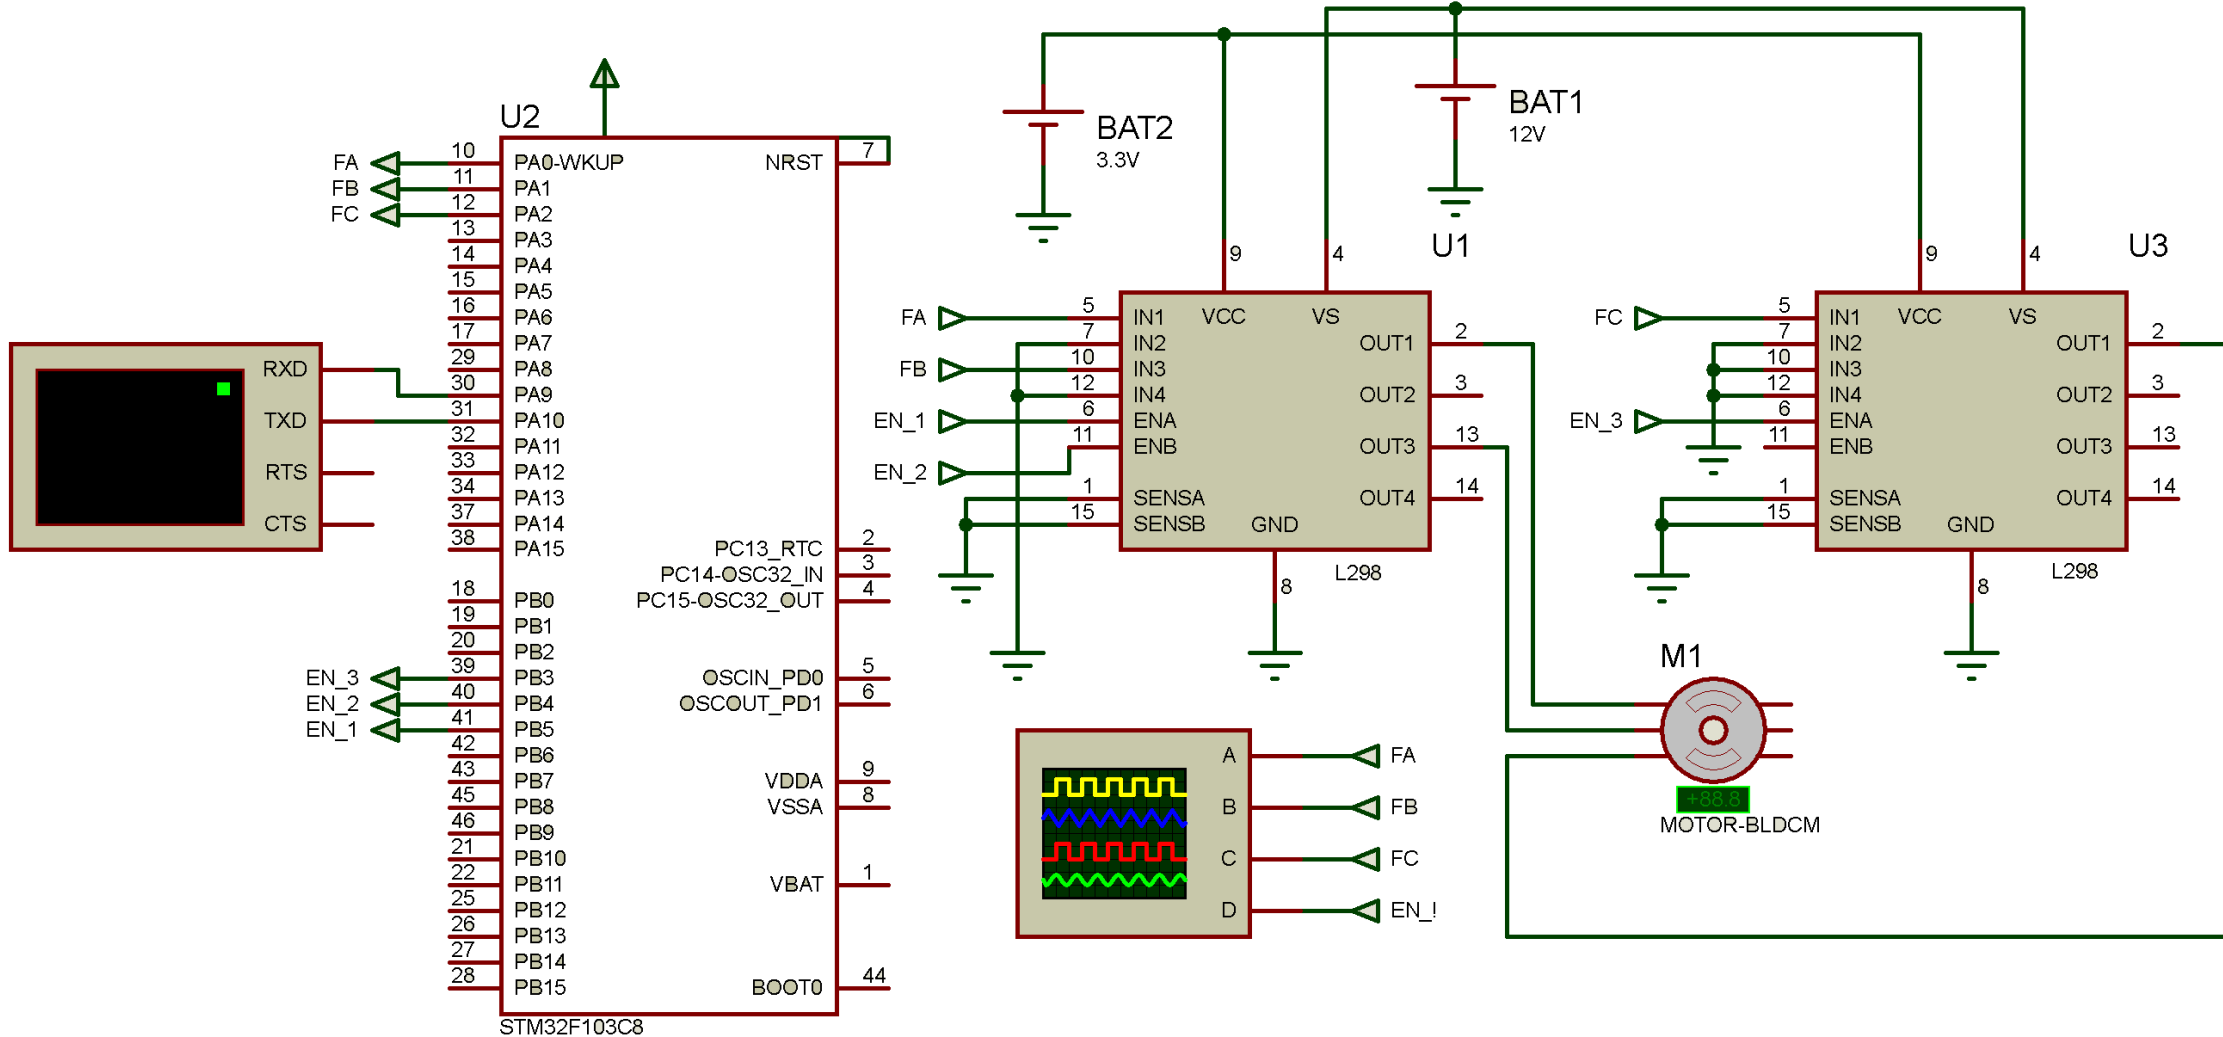 U2
FA
FB
FC
10
11
12
13
14
15
16
17
29
30
31
32
33
34
37
38
18
19
20
39
40
41
42
43
45
46
21
22
25
26
27
28
EN_3
EN_2
EN_1
PA0-WKUP
PA1
PA2
PA3
PA4
PA5
PA6
PA7
PA8
PA9
PA10
PA11
PA12
PA13
PA14
PA15
PB0
PB1
PB2
PB3
PB4
PB5
PB6
PB7
PB8
PB9
PB10
PB11
PB12
PB13
PB14
PB15
NRST 7
PC13_RTC 2
PC14-OSC32_IN 3
PC15-OSC32_OUT 4
OSCIN_PD0 5
OSCOUT_PD1 6
VDDA 9
VSSA 8
VBAT 1
BOOT0 44
STM32F103C8
RXD
TXD
RTS
CTS
BAT2
3.3V
BAT1
12V
U1
9
4
FA 5 IN1
7 IN2
FB 10 IN3
12 IN4
EN_1 6 ENA
EN_2 11 ENB
1 SENSA
15 SENSB
VCC
VS
OUT1 2
OUT2 3
OUT3 13
OUT4 14
GND
8
L298
U3
9
4
FC 5 IN1
7 IN2
10 IN3
12 IN4
EN_3 6 ENA
11 ENB
1 SENSA
15 SENSB
VCC
VS
OUT1 2
OUT2 3
OUT3 13
OUT4 14
GND
8
L298
M1
+88.8
MOTOR-BLDCM
A FA
B FB
C FC
D EN_!